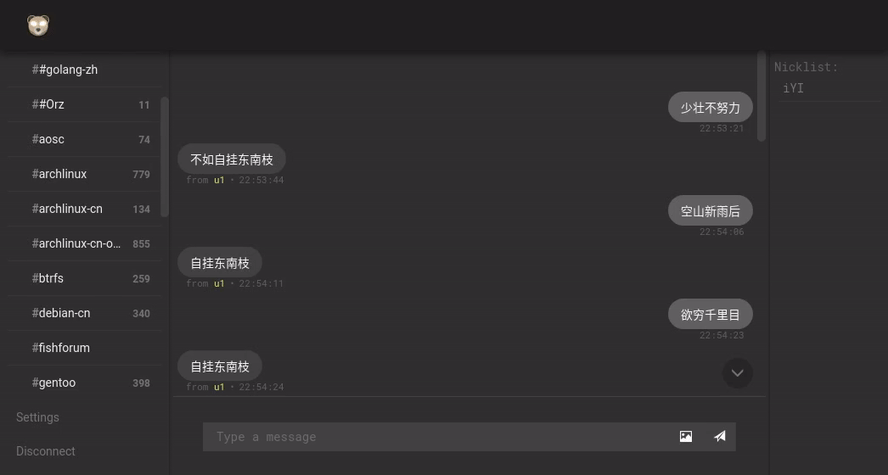 ##golang-zh
##Orz 11
#aosc 74
#archlinux 779
#archlinux-cn 134
#archlinux-cn-o… 855
#btrfs 259
#debian-cn 340
#fishforum
#gentoo 398
Settings
Disconnect
少壮不努力
22:53:21
不如自挂东南枝
from u1 • 22:53:44
空山新雨后
22:54:06
自挂东南枝
from u1 • 22:54:11
欲穷千里目
22:54:23
自挂东南枝
from u1 • 22:54:24
Type a message
Nicklist:
iYI